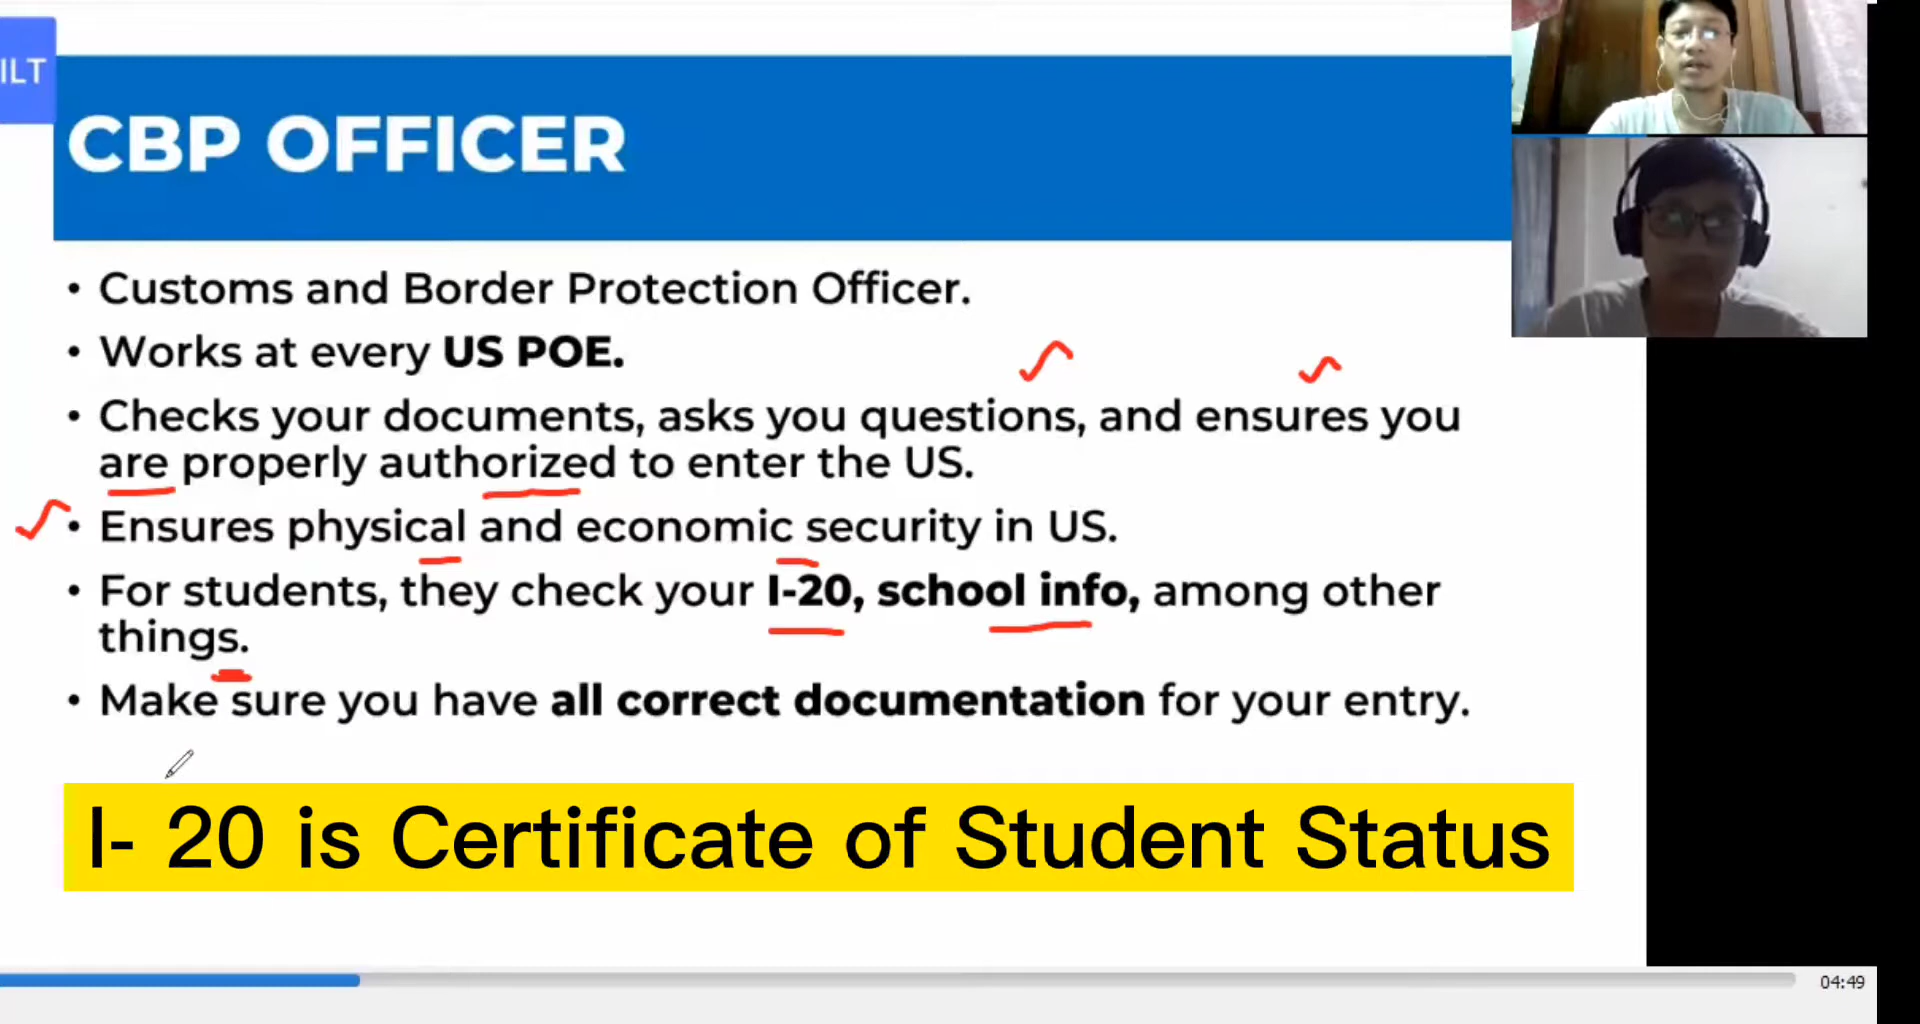 ILT
CBP OFFICER
• Customs and Border Protection Officer.
• Works at every US POE.
• Checks your documents, asks you questions, and ensures you
are properly authorized to enter the US.
• Ensures physical and economic security in US.
• For students, they check your I-20, school info, among other
things.
• Make sure you have all correct documentation for your entry.
I- 20 is Certificate of Student Status
04:49